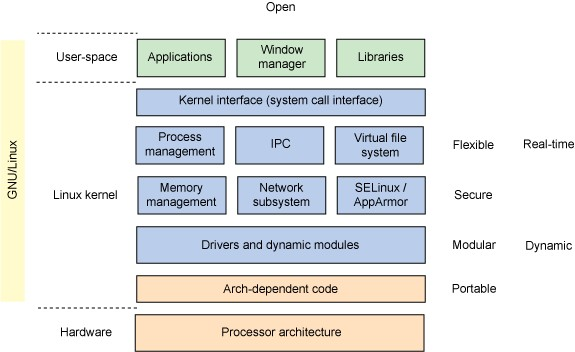 Open
User-space
Applications
Window
manager
Libraries
GNU/Linux
Kernel interface (system call interface)
Process
management
IPC
Virtual file
system
Flexible
Real-time
Linux kernel
Memory
management
Network
subsystem
SELinux /
AppArmor
Secure
Drivers and dynamic modules
Modular
Dynamic
Arch-dependent code
Portable
Hardware
Processor architecture